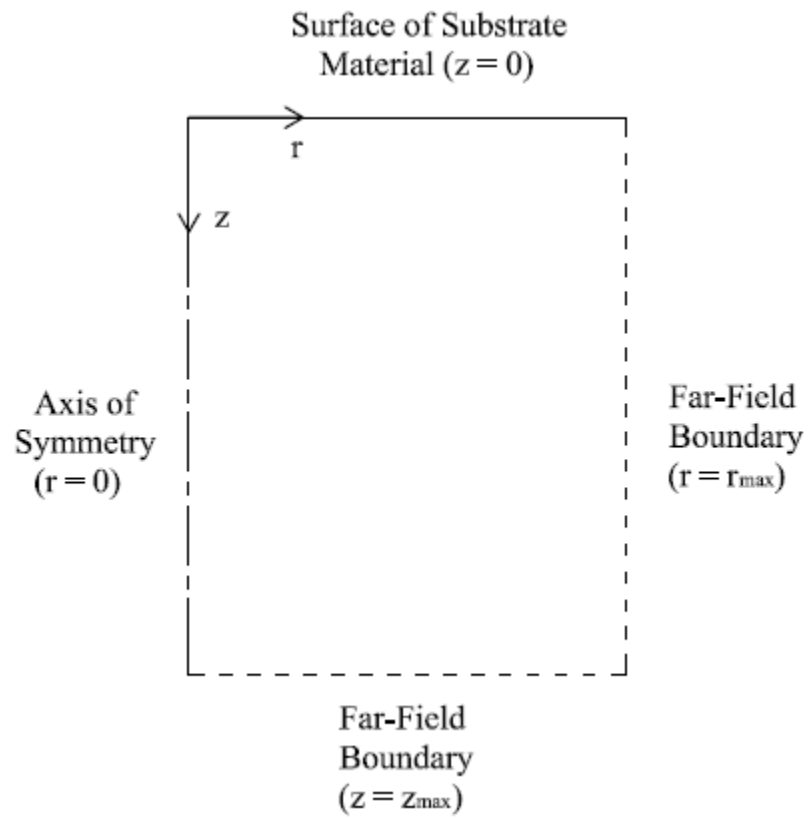 Surface of Substrate
Material (z = 0)
r
z
Axis of
Symmetry
(r = 0)
Far-Field
Boundary
(r = rmax)
Far-Field
Boundary
(z = zmax)